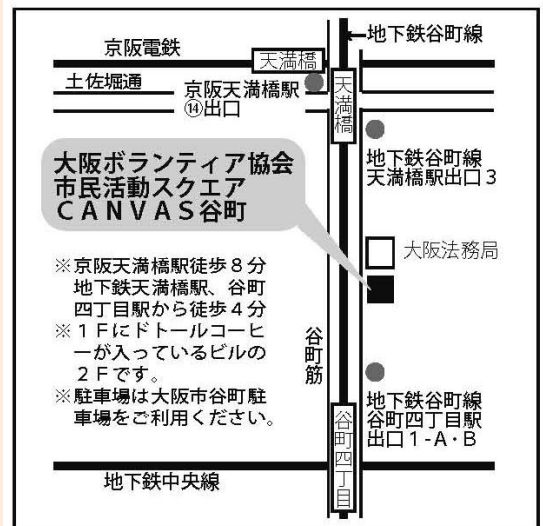 地下鉄谷町線
京阪電鉄
天満橋
土佐堀通
京阪天満橋駅
⑭出口
天満橋
地下鉄谷町線
天満橋駅出口3
大阪ボランティア協会
市民活動スクエア
CANVAS谷町
大阪法務局
※京阪天満橋駅徒歩8分
地下鉄天満橋駅、谷町
四丁目駅から徒歩4分
※1Fにドトールコーヒ
ーが入っているビルの
2Fです。
※駐車場は大阪市谷町駐
車場をご利用ください。
谷町筋
地下鉄谷町線
谷町四丁目駅
出口1-A・B
谷町四丁目
地下鉄中央線